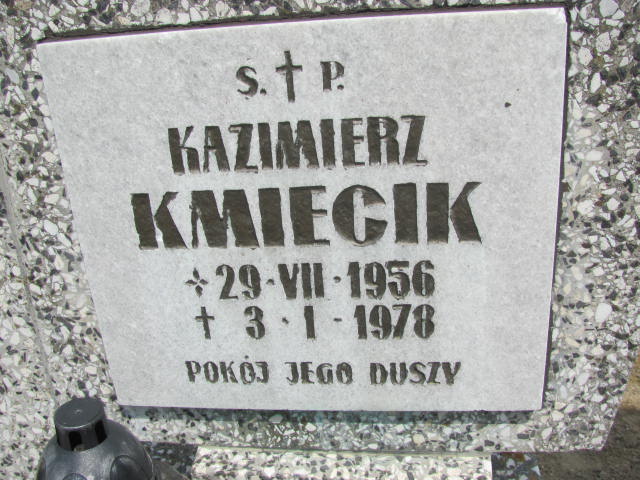 Ś. † P.
KAZIMIERZ
KMIECIK
✢ 29·VII·1956
† 3·I·1978
POKÓJ JEGO DUSZY